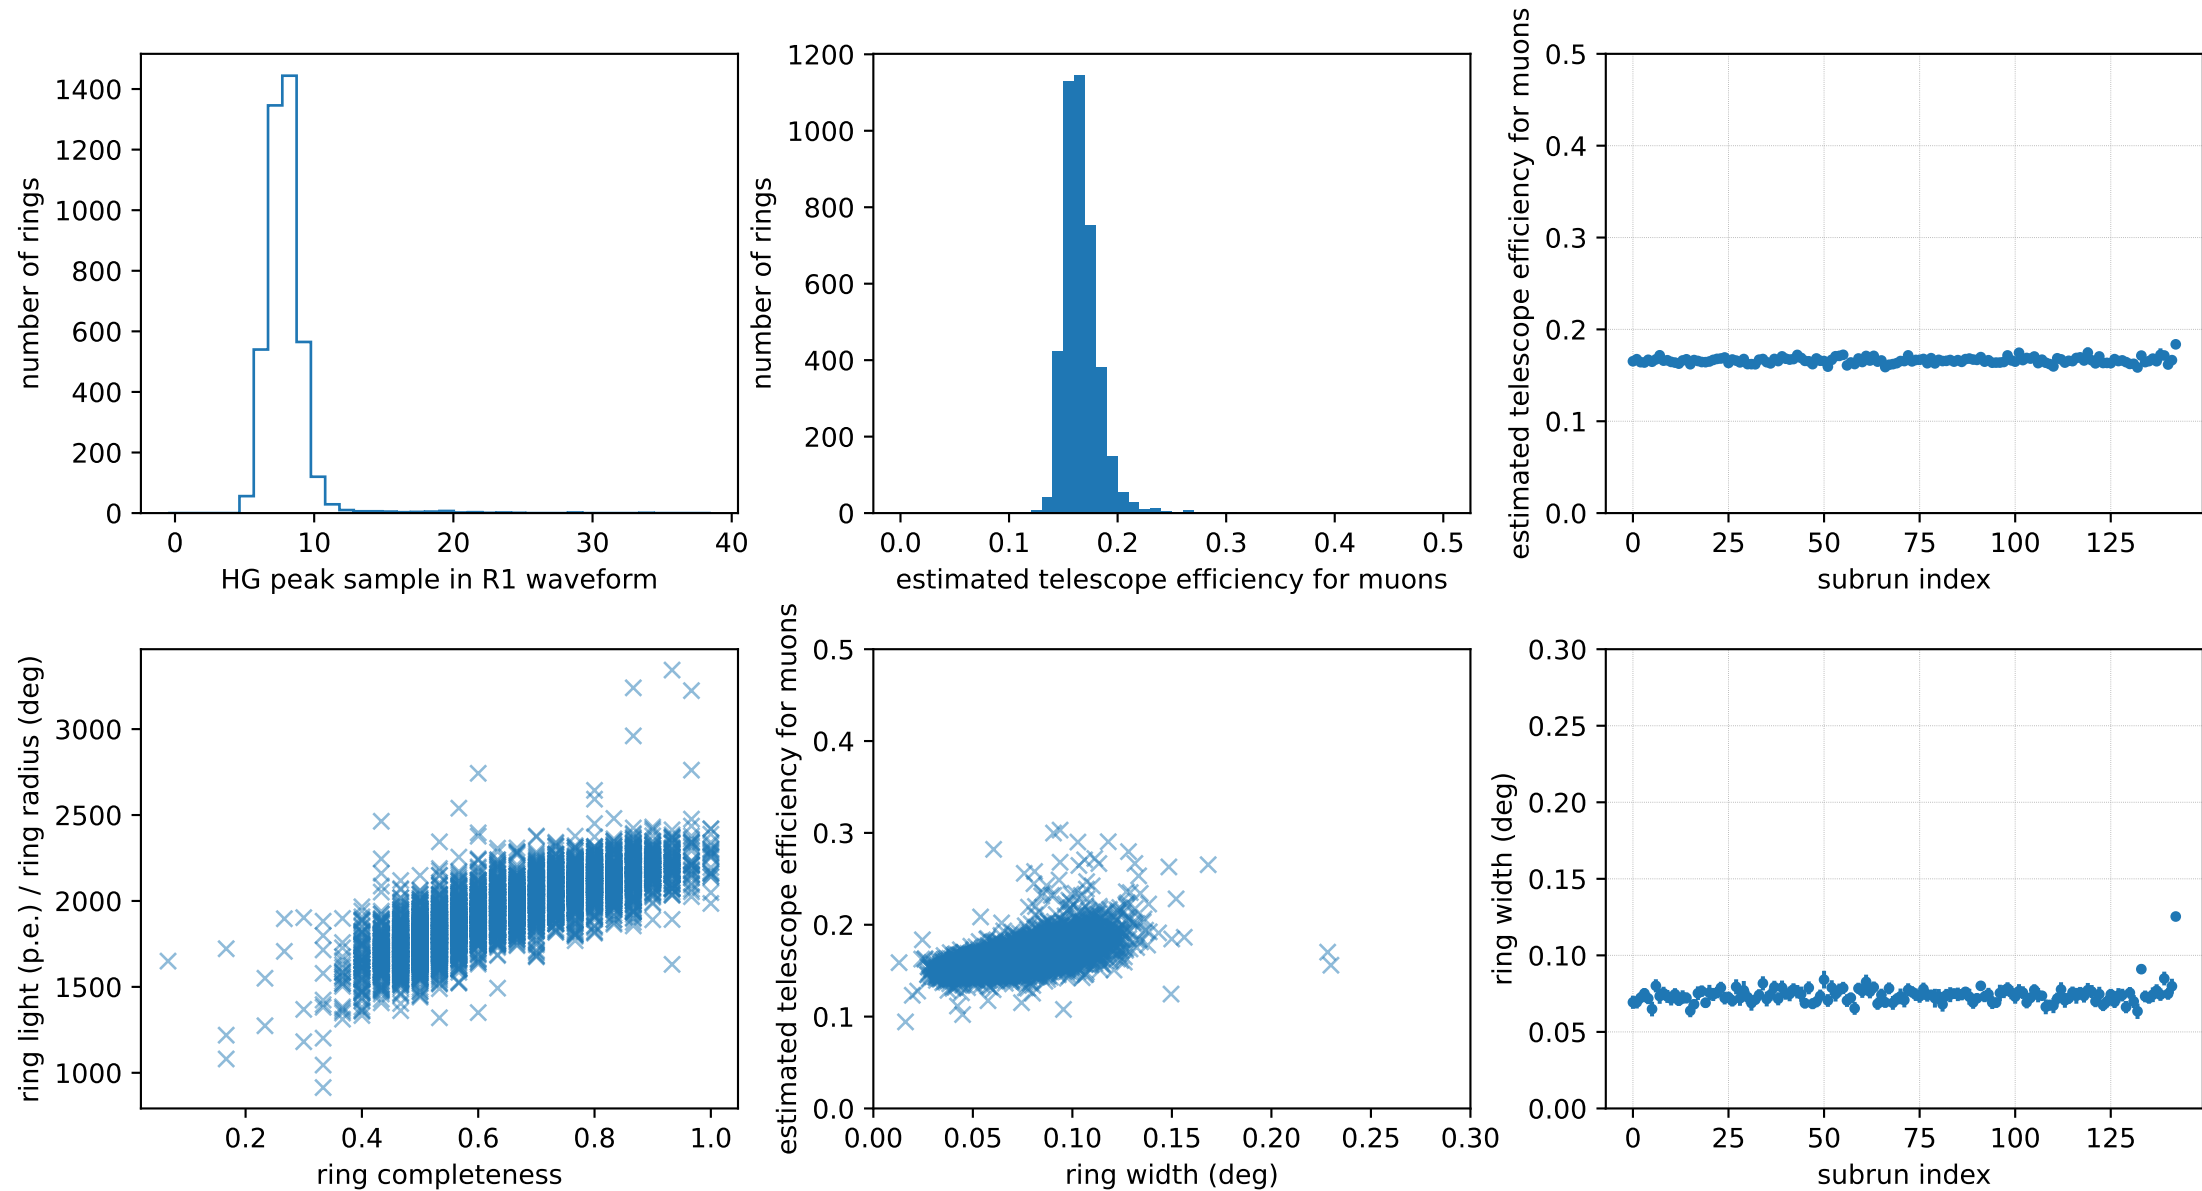 number of rings
1400
1200
1000
800
600
400
200
0
0 10 20 30 40
HG peak sample in R1 waveform
number of rings
1200
1000
800
600
400
200
0
0.0 0.1 0.2 0.3 0.4 0.5
estimated telescope efficiency for muons
estimated telescope efficiency for muons
0.5
0.4
0.3
0.2
0.1
0.0
0 25 50 75 100 125
subrun index
ring light (p.e.) / ring radius (deg)
3000
2500
2000
1500
1000
0.2 0.4 0.6 0.8 1.0
ring completeness
estimated telescope efficiency for muons
0.5
0.4
0.3
0.2
0.1
0.0
0.00 0.05 0.10 0.15 0.20 0.25 0.30
ring width (deg)
ring width (deg)
0.30
0.25
0.20
0.15
0.10
0.05
0.00
0 25 50 75 100 125
subrun index